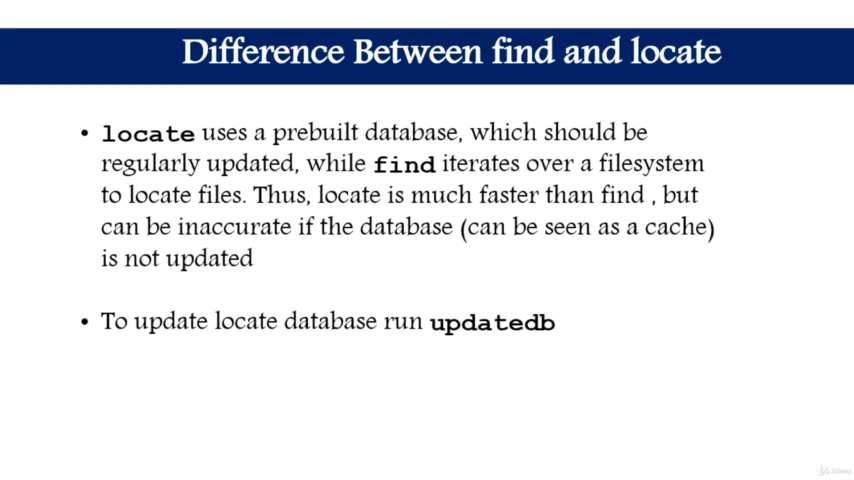 Difference Between find and locate
• locate uses a prebuilt database, which should be
regularly updated, while find iterates over a filesystem
to locate files. Thus, locate is much faster than find , but
can be inaccurate if the database (can be seen as a cache)
is not updated
• To update locate database run updatedb
Udemy